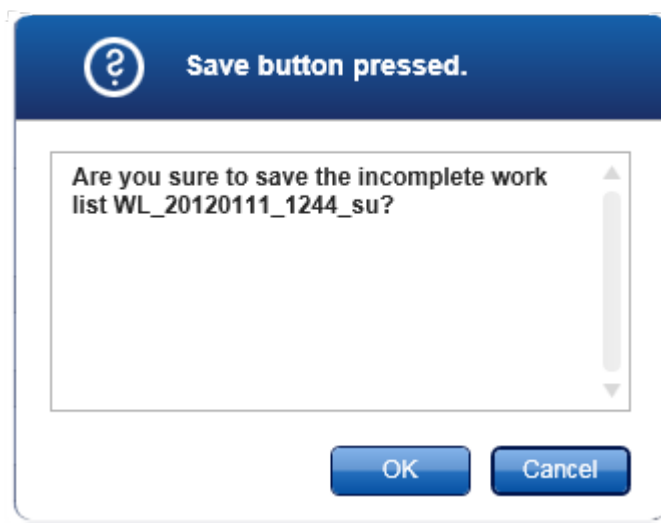 Save button pressed.
Are you sure to save the incomplete work
list WL_20120111_1244_su?
OK
Cancel